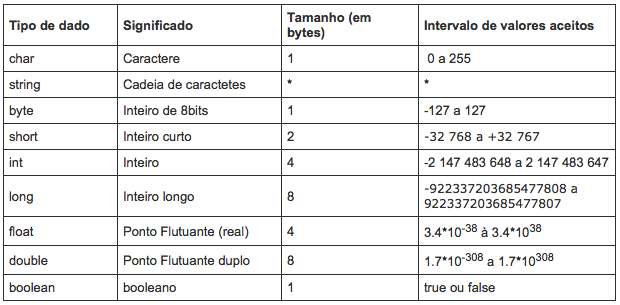 Tipo de dado Significado Tamanho (em bytes) Intervalo de valores aceitos
char Caractere 1 0 a 255
string Cadeia de caractetes * *
byte Inteiro de 8bits 1 -127 a 127
short Inteiro curto 2 -32 768 a +32 767
int Inteiro 4 -2 147 483 648 a 2 147 483 647
long Inteiro longo 8 -922337203685477808 a
922337203685477807
float Ponto Flutuante (real) 4 3.4*10-38 à 3.4*1038
double Ponto Flutuante duplo 8 1.7*10-308 a 1.7*10308
boolean booleano 1 true ou false